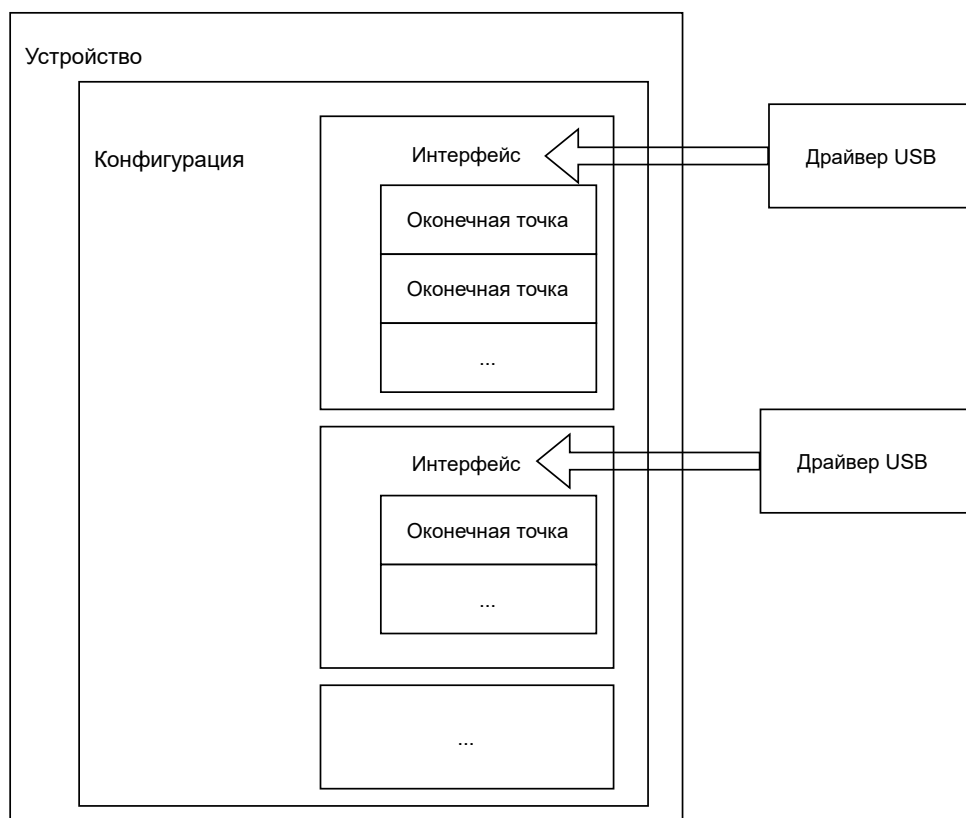 Устройство
Конфигурация
Интерфейс
Драйвер USB
Оконечная точка
Оконечная точка
...
Интерфейс
Драйвер USB
Оконечная точка
...
...